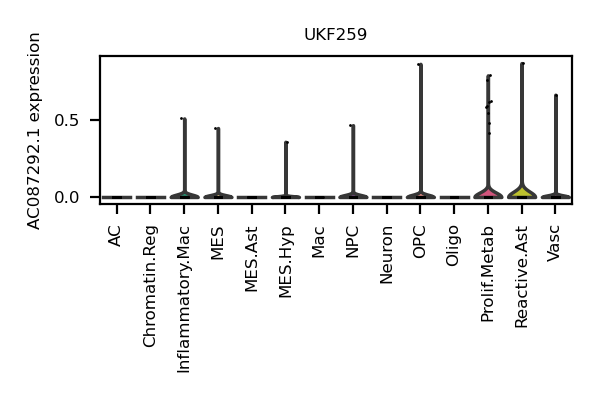 UKF259
AC087292.1 expression
0.5
0.0
AC
Chromatin.Reg
Inflammatory.Mac
MES
MES.Ast
MES.Hyp
Mac
NPC
Neuron
OPC
Oligo
Prolif.Metab
Reactive.Ast
Vasc